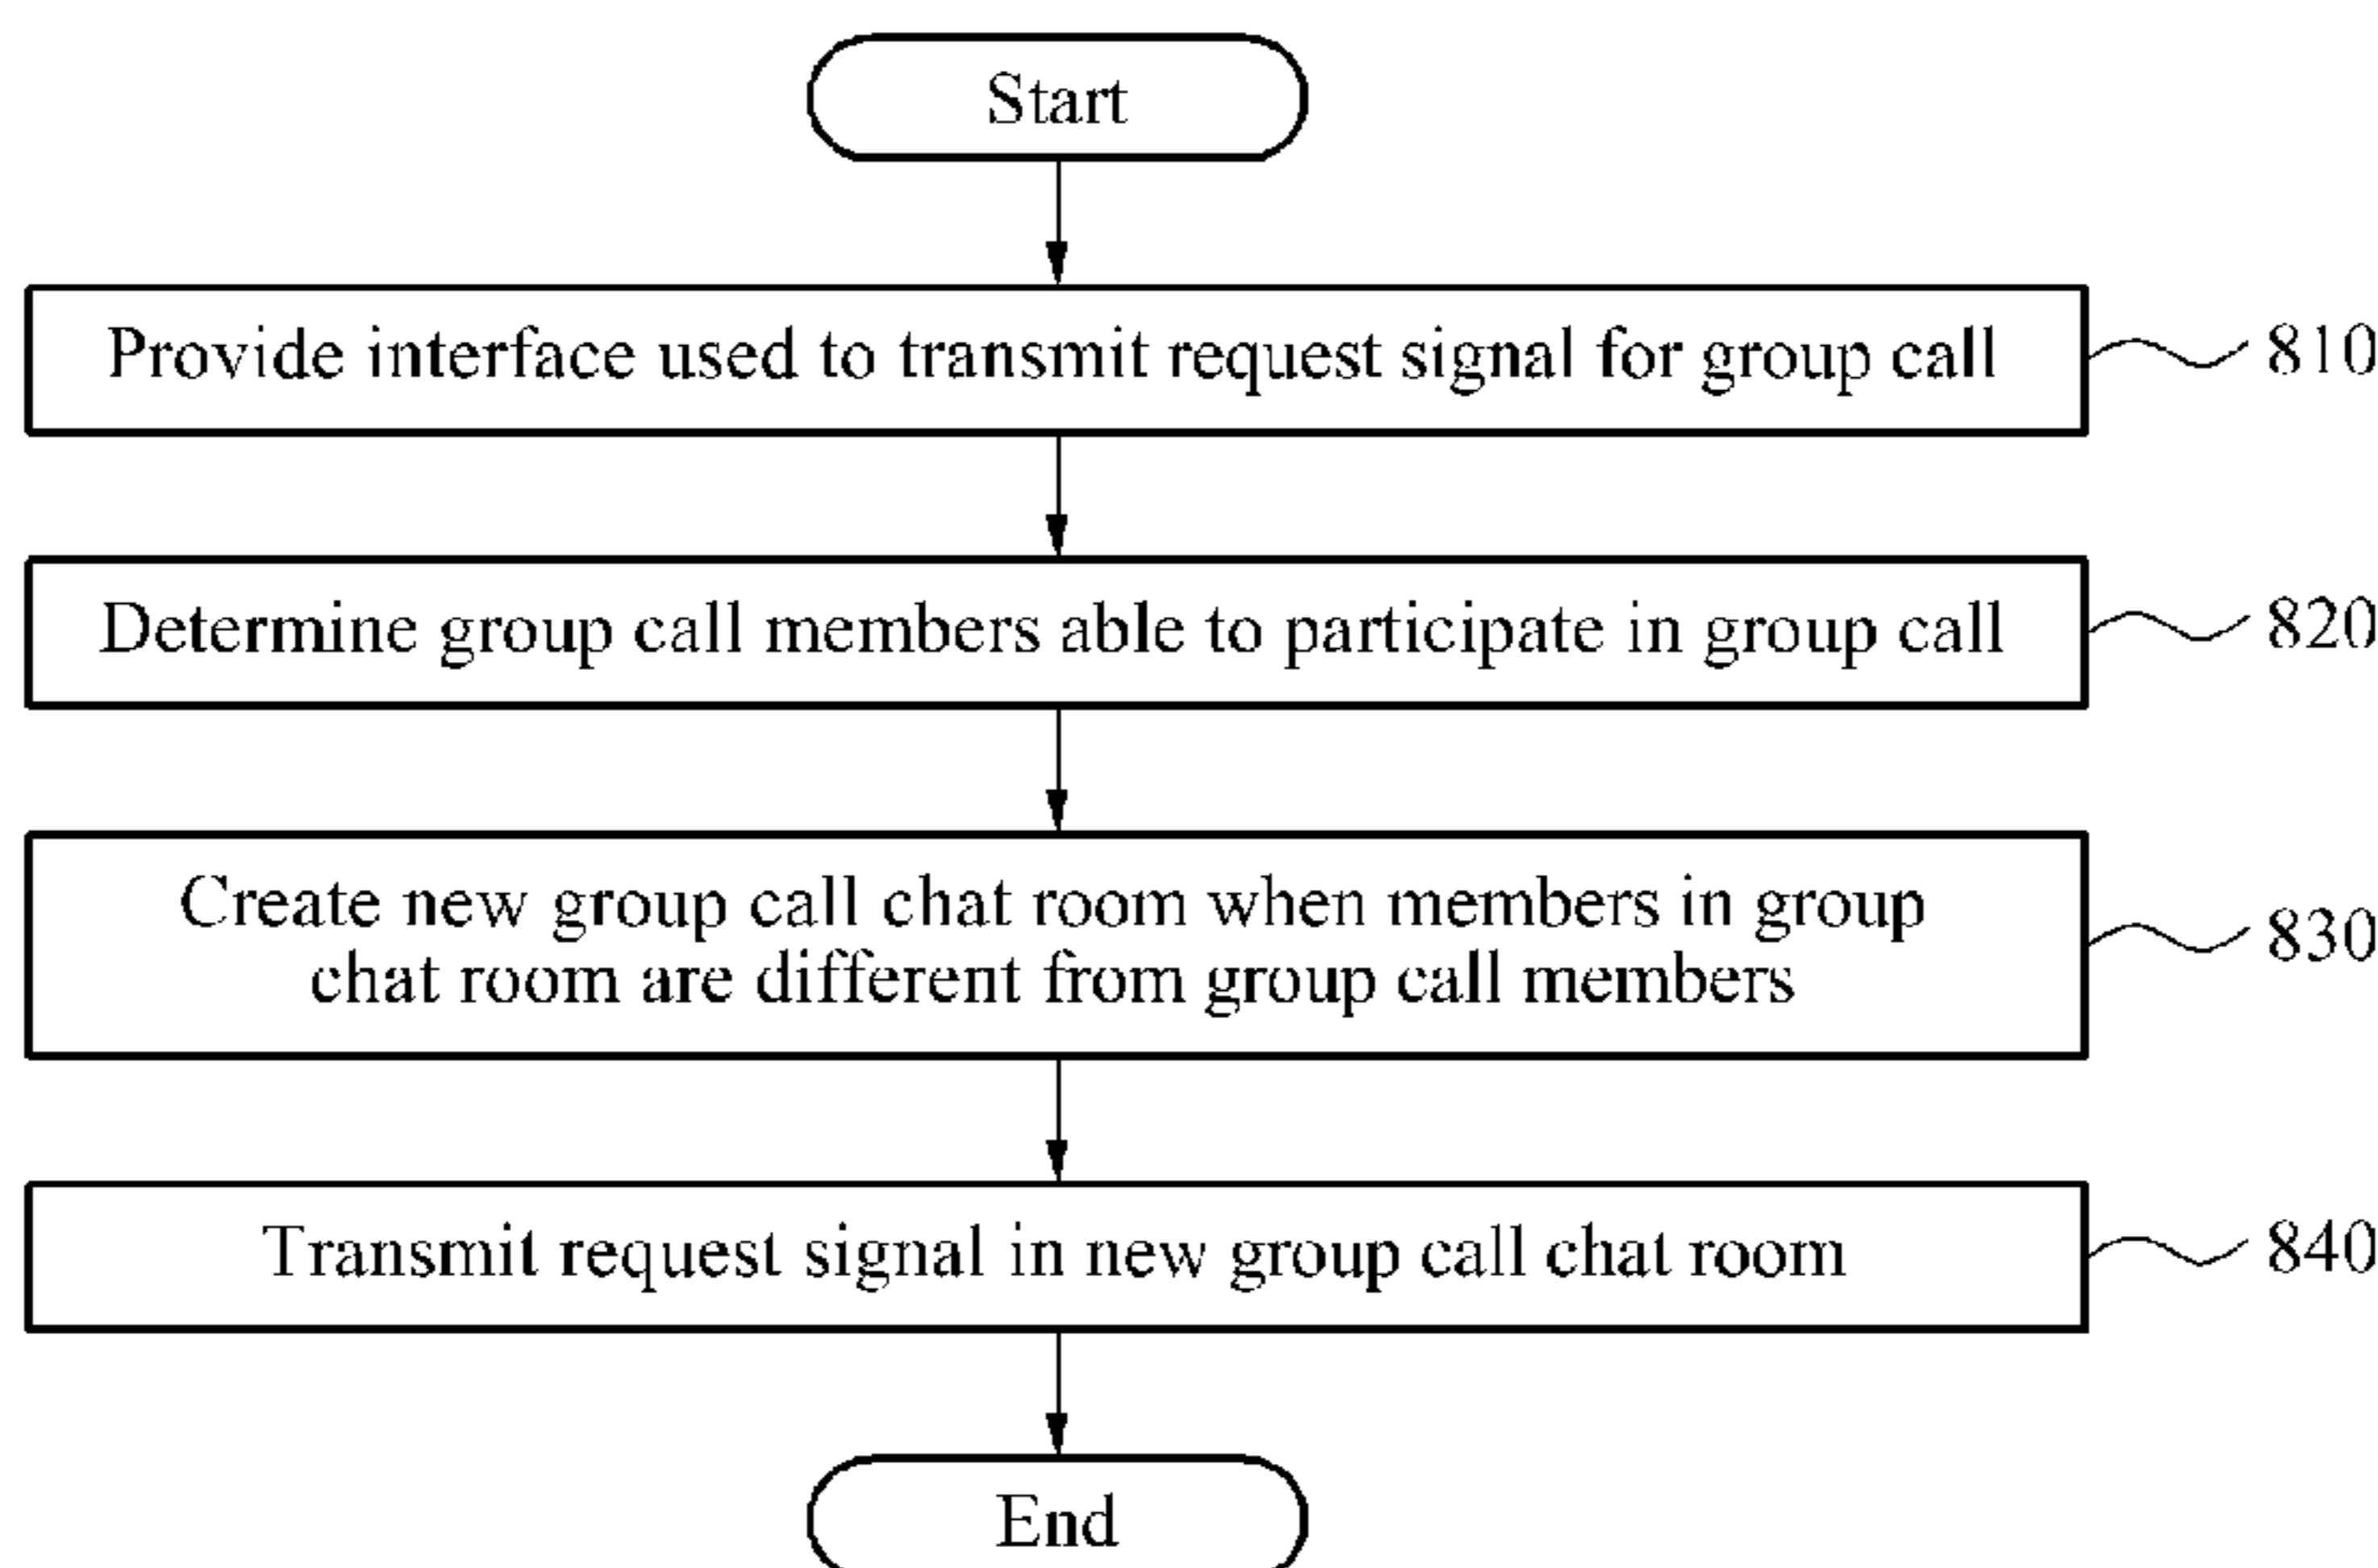 Start
Provide interface used to transmit request signal for group call
810
Determine group call members able to participate in group call
820
Create new group call chat room when members in group
chat room are different from group call members
830
Transmit request signal in new group call chat room
840
End